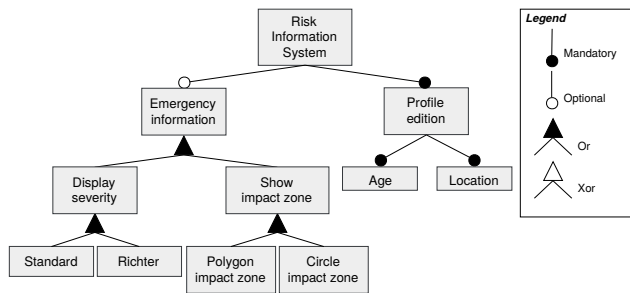 Risk
Information
System
Emergency
information
Profile
edition
Display
severity
Show
impact zone
Age
Location
Standard
Richter
Polygon
impact zone
Circle
impact zone
Legend
Mandatory
Optional
Or
Xor